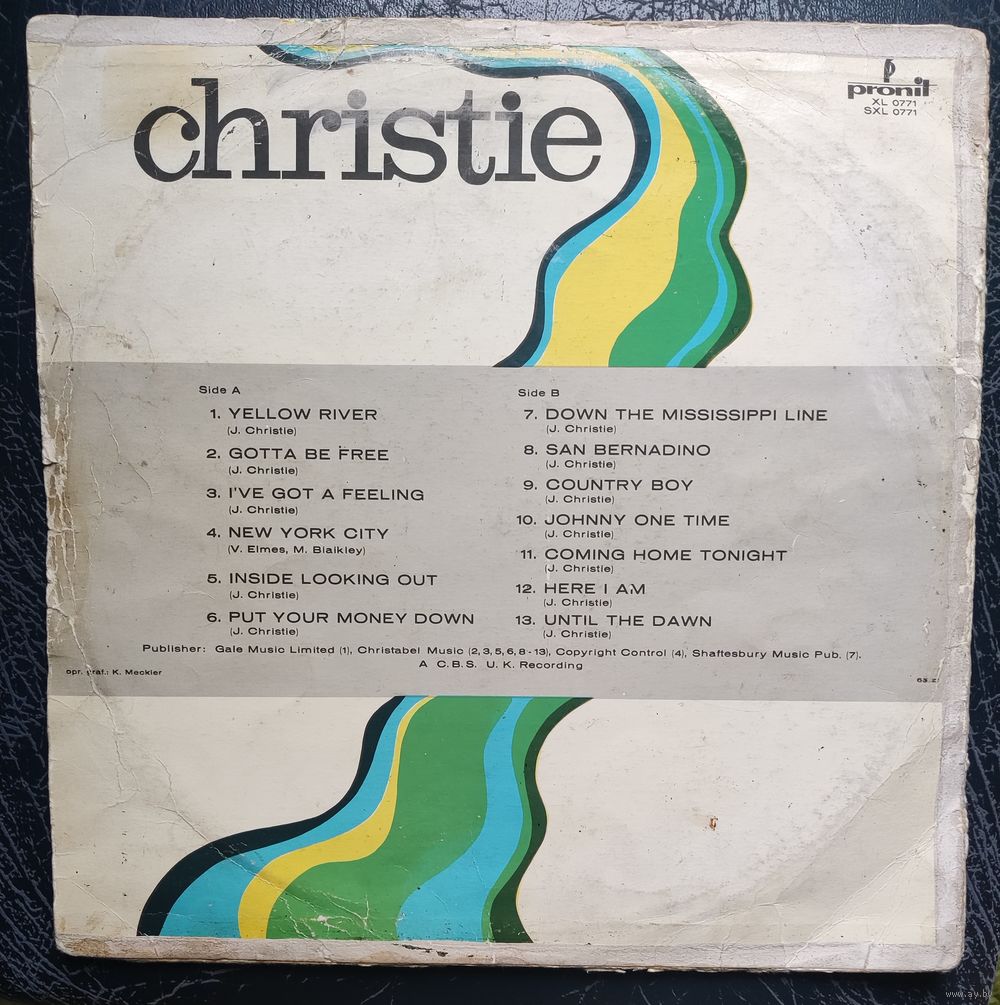 christie
pronit
XL 0771
SXL 0771
Side A
1. YELLOW RIVER
(J. Christie)
2. GOTTA BE FREE
(J. Christie)
3. I'VE GOT A FEELING
(J. Christie)
4. NEW YORK CITY
(V. Elmes, M. Blaikley)
5. INSIDE LOOKING OUT
(J. Christie)
6. PUT YOUR MONEY DOWN
(J. Christie)
Side B
7. DOWN THE MISSISSIPPI LINE
(J. Christie)
8. SAN BERNADINO
(J. Christie)
9. COUNTRY BOY
(J. Christie)
10. JOHNNY ONE TIME
(J. Christie)
11. COMING HOME TONIGHT
(J. Christie)
12. HERE I AM
(J. Christie)
13. UNTIL THE DAWN
(J. Christie)
Publisher: Gale Music Limited (1), Christabel Music (2, 3, 5, 6, 8-13), Copyright Control (4), Shaftesbury Music Pub. (7).
A C.B.S. U.K. Recording
opr. graf.: K. Meckler
www.ay.by